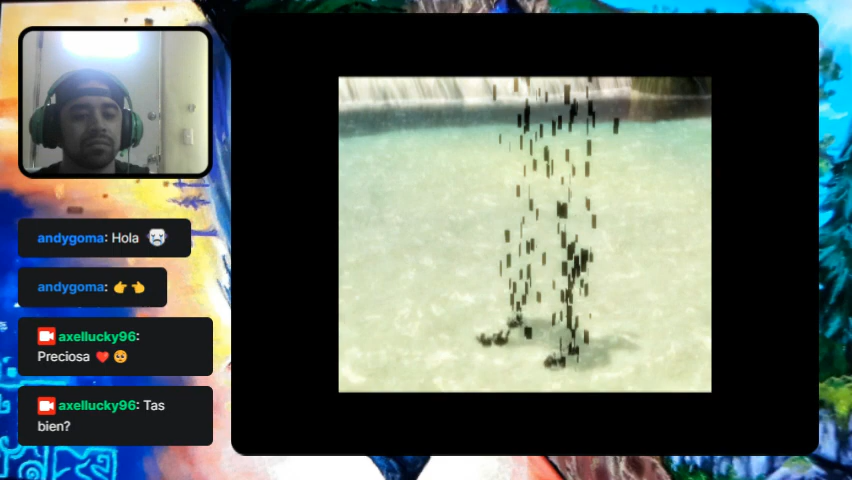 andygoma: Hola
andygoma: 👉👈
axellucky96:
Preciosa ❤️🥺
axellucky96: Tas
bien?